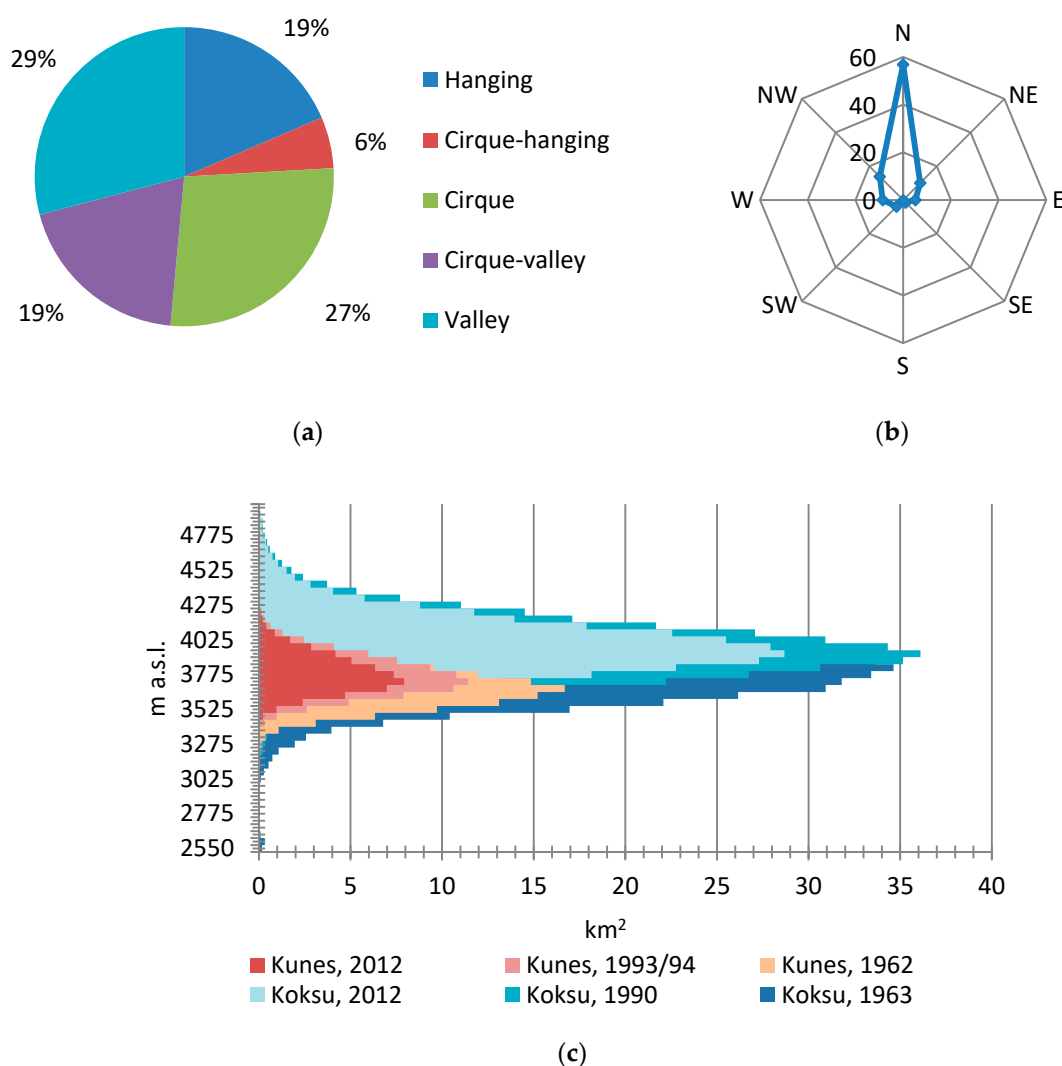 19%
29%
6%
19%
27%
Hanging
Cirque-hanging
Cirque
Cirque-valley
Valley
(a)
N
60
NW
NE
40
20
W
0
E
SW
SE
S
(b)
4775
4525
4275
4025
3775
3525
3275
3025
2775
2550
m a.s.l.
0 5 10 15 20 25 30 35 40
km²
Kunes, 2012 Kunes, 1993/94 Kunes, 1962
Koksu, 2012 Koksu, 1990 Koksu, 1963
(c)